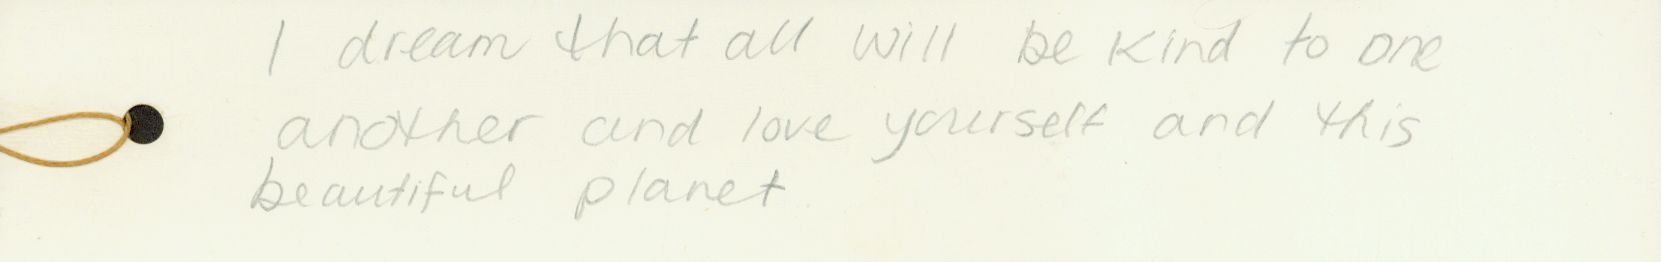 I dream that all will be kind to one
another and love yourself and this
beautiful planet.